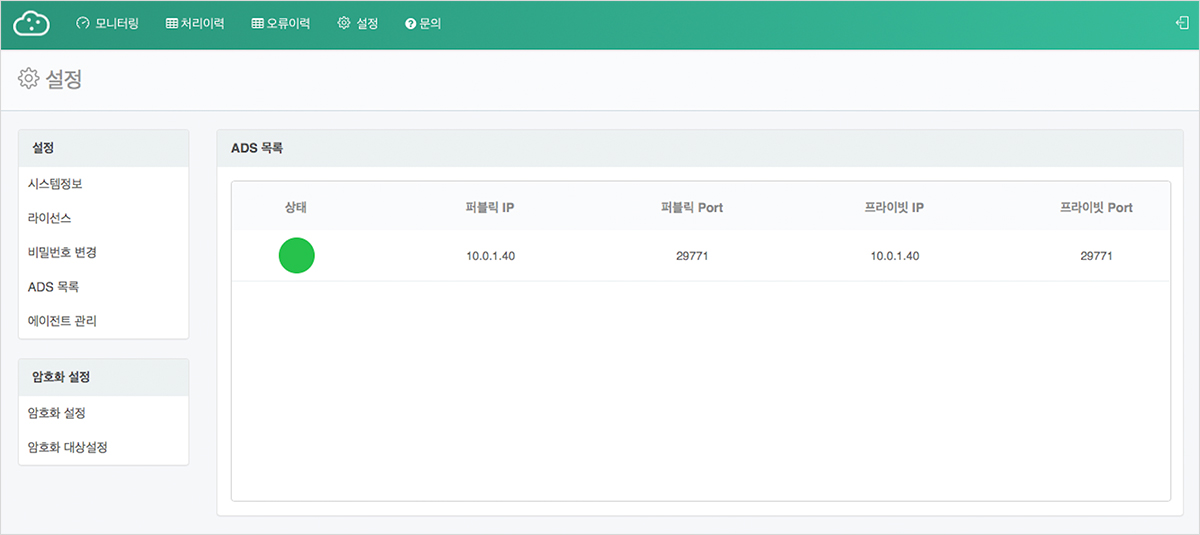 모니터링 처리이력 오류이력 설정 문의
설정
설정
시스템정보
라이선스
비밀번호 변경
ADS 목록
에이전트 관리
암호화 설정
암호화 설정
암호화 대상설정
ADS 목록
상태 퍼블릭 IP 퍼블릭 Port 프라이빗 IP 프라이빗 Port
10.0.1.40 29771 10.0.1.40 29771